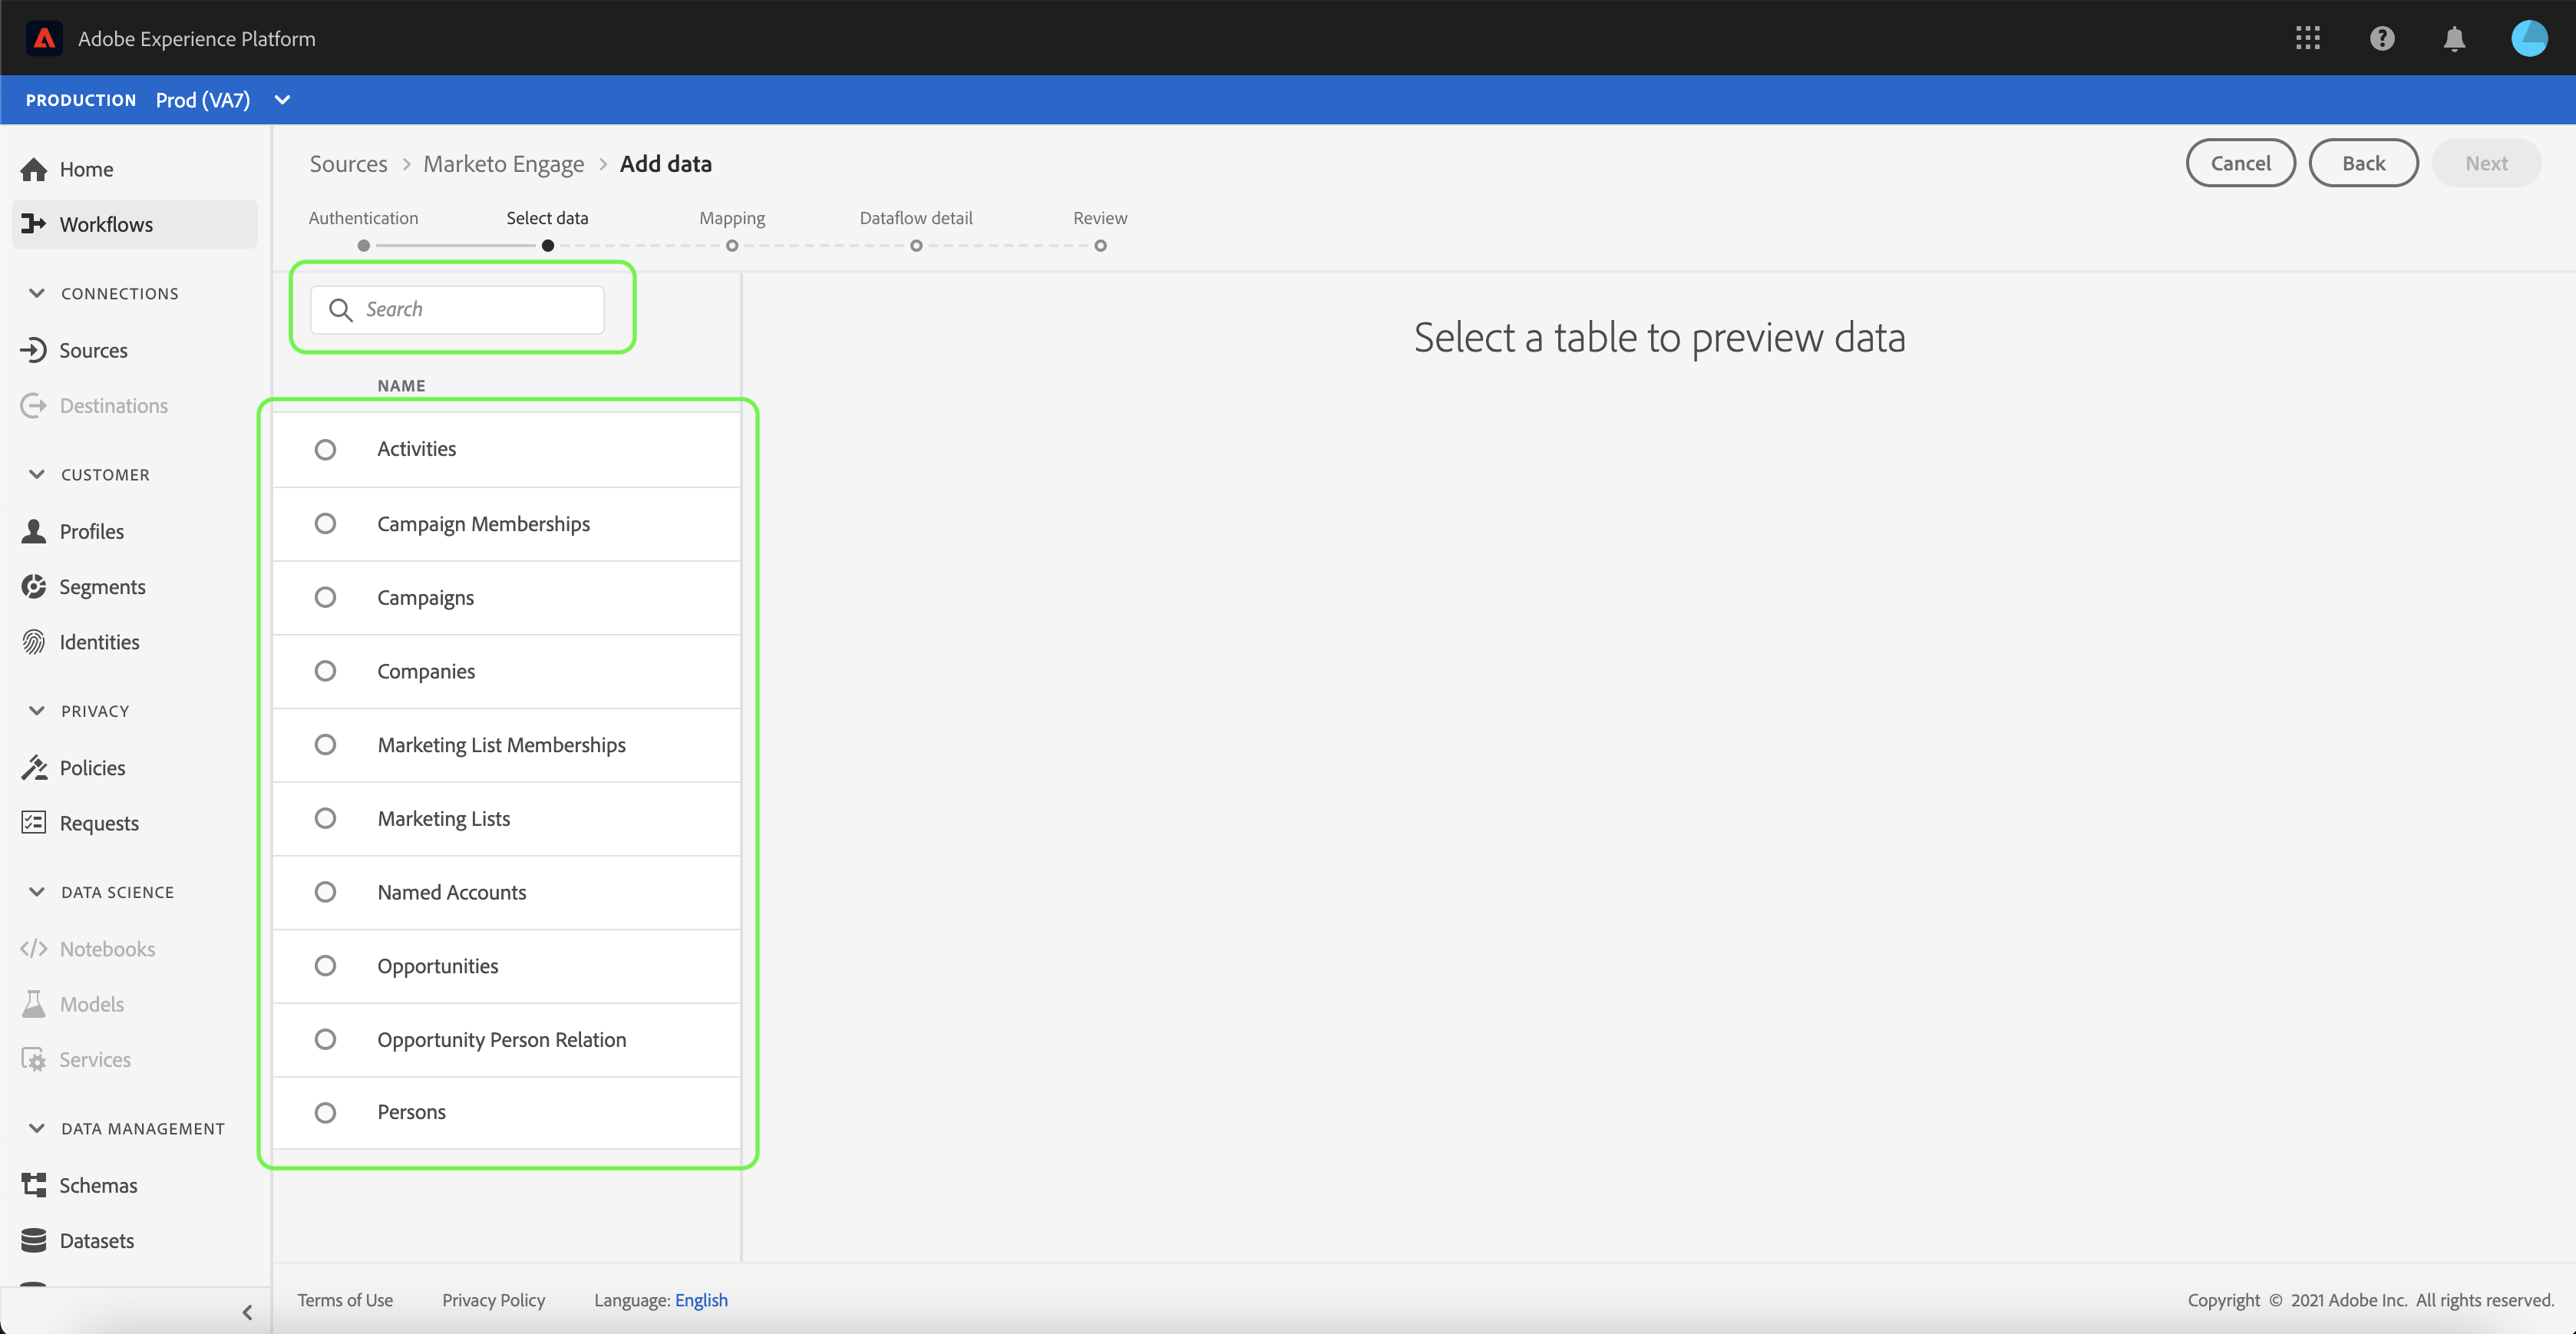 Adobe Experience Platform
PRODUCTION Prod (VA7)
Home
Workflows
CONNECTIONS
Sources
Destinations
CUSTOMER
Profiles
Segments
Identities
PRIVACY
Policies
Requests
DATA SCIENCE
Notebooks
Models
Services
DATA MANAGEMENT
Schemas
Datasets
Sources > Marketo Engage > Add data
Cancel Back Next
Authentication Select data Mapping Dataflow detail Review
Search
NAME
Activities
Campaign Memberships
Campaigns
Companies
Marketing List Memberships
Marketing Lists
Named Accounts
Opportunities
Opportunity Person Relation
Persons
Select a table to preview data
Terms of Use Privacy Policy Language: English
Copyright © 2021 Adobe Inc. All rights reserved.